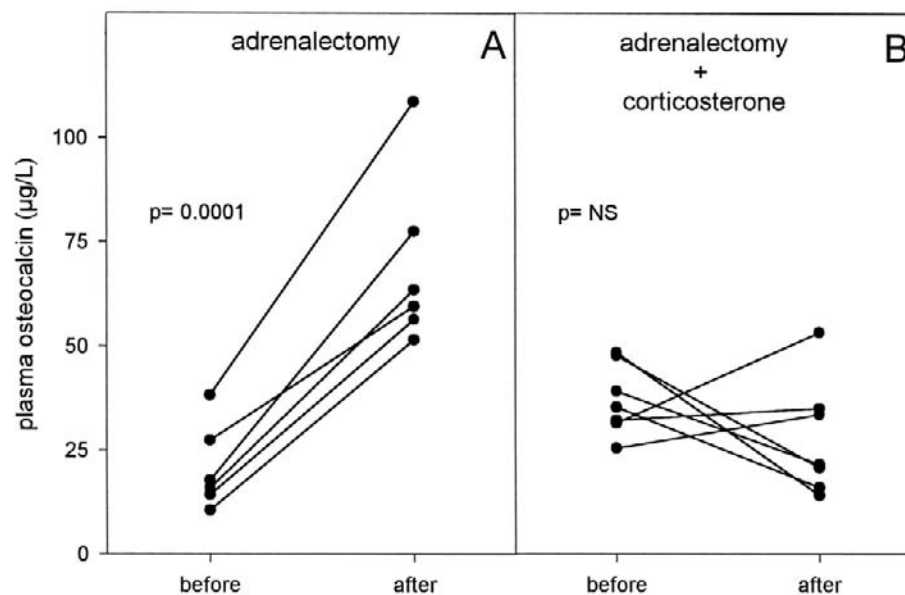 adrenalectomy
A
adrenalectomy
+
corticosterone
B
plasma osteocalcin (µg/L)
100
75
50
25
0
p= 0.0001
p= NS
before
after
before
after